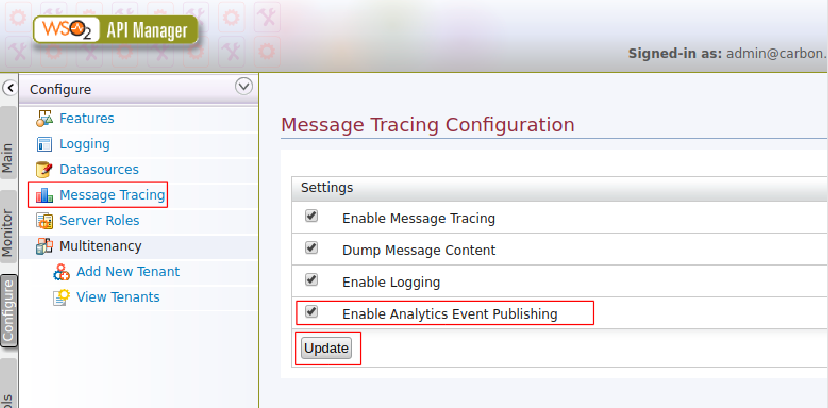 WSO2 API Manager
Signed-in as: admin@carbon.
Main
Monitor
Configure
ols
Configure
Features
Logging
Datasources
Message Tracing
Server Roles
Multitenancy
Add New Tenant
View Tenants
Message Tracing Configuration
Settings
Enable Message Tracing
Dump Message Content
Enable Logging
Enable Analytics Event Publishing
Update